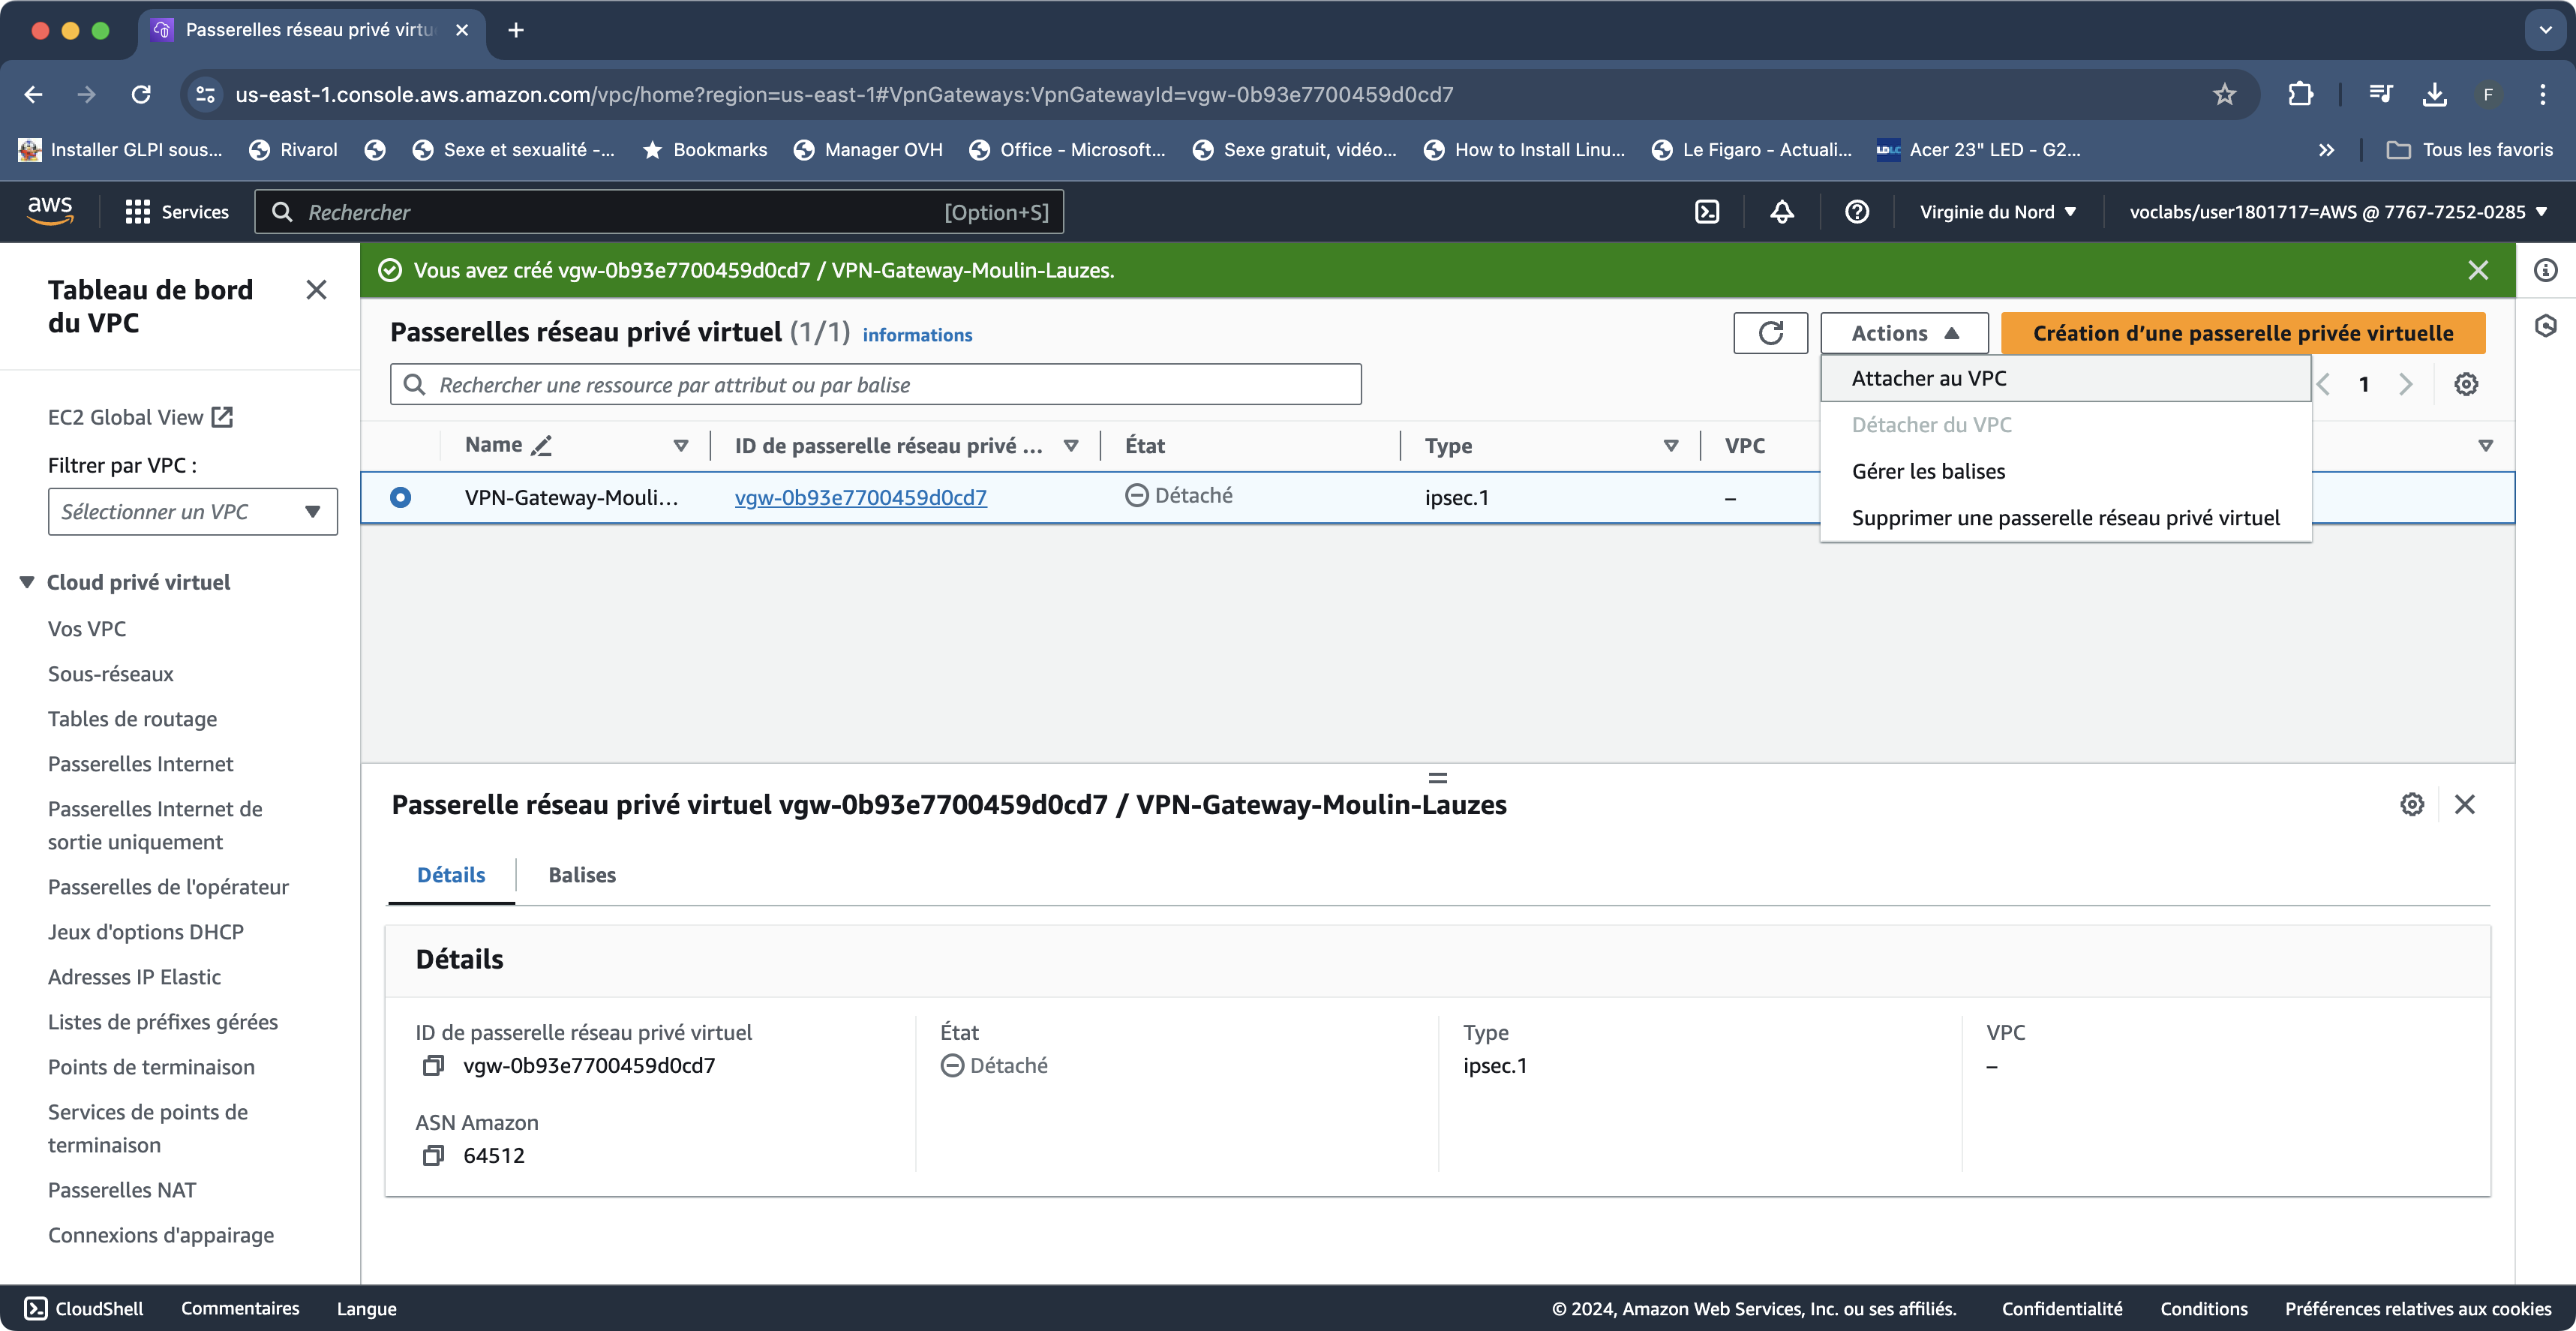 Passerelles réseau privé virtu
us-east-1.console.aws.amazon.com/vpc/home?region=us-east-1#VpnGateways:VpnGatewayId=vgw-0b93e7700459d0cd7
F
Installer GLPI sous...
Rivarol
Sexe et sexualité -...
Bookmarks
Manager OVH
Office - Microsoft...
Sexe gratuit, vidéo...
How to Install Linu...
Le Figaro - Actuali...
LDLC
Acer 23" LED - G2...
Tous les favoris
aws
Services
Rechercher
[Option+S]
Virginie du Nord
voclabs/user1801717=AWS @ 7767-7252-0285
Tableau de bord
du VPC
EC2 Global View
Filtrer par VPC :
Sélectionner un VPC
Cloud privé virtuel
Vos VPC
Sous-réseaux
Tables de routage
Passerelles Internet
Passerelles Internet de
sortie uniquement
Passerelles de l'opérateur
Jeux d'options DHCP
Adresses IP Elastic
Listes de préfixes gérées
Points de terminaison
Services de points de
terminaison
Passerelles NAT
Connexions d'appairage
Vous avez créé vgw-0b93e7700459d0cd7 / VPN-Gateway-Moulin-Lauzes.
Passerelles réseau privé virtuel (1/1) informations
Actions
Création d’une passerelle privée virtuelle
Rechercher une ressource par attribut ou par balise
Attacher au VPC
Détacher du VPC
Gérer les balises
Supprimer une passerelle réseau privé virtuel
1
Name
ID de passerelle réseau privé ...
État
Type
VPC
VPN-Gateway-Mouli...
vgw-0b93e7700459d0cd7
Détaché
ipsec.1
–
Passerelle réseau privé virtuel vgw-0b93e7700459d0cd7 / VPN-Gateway-Moulin-Lauzes
Détails
Balises
Détails
ID de passerelle réseau privé virtuel
vgw-0b93e7700459d0cd7
État
Détaché
Type
ipsec.1
VPC
–
ASN Amazon
64512
CloudShell
Commentaires
Langue
© 2024, Amazon Web Services, Inc. ou ses affiliés.
Confidentialité
Conditions
Préférences relatives aux cookies